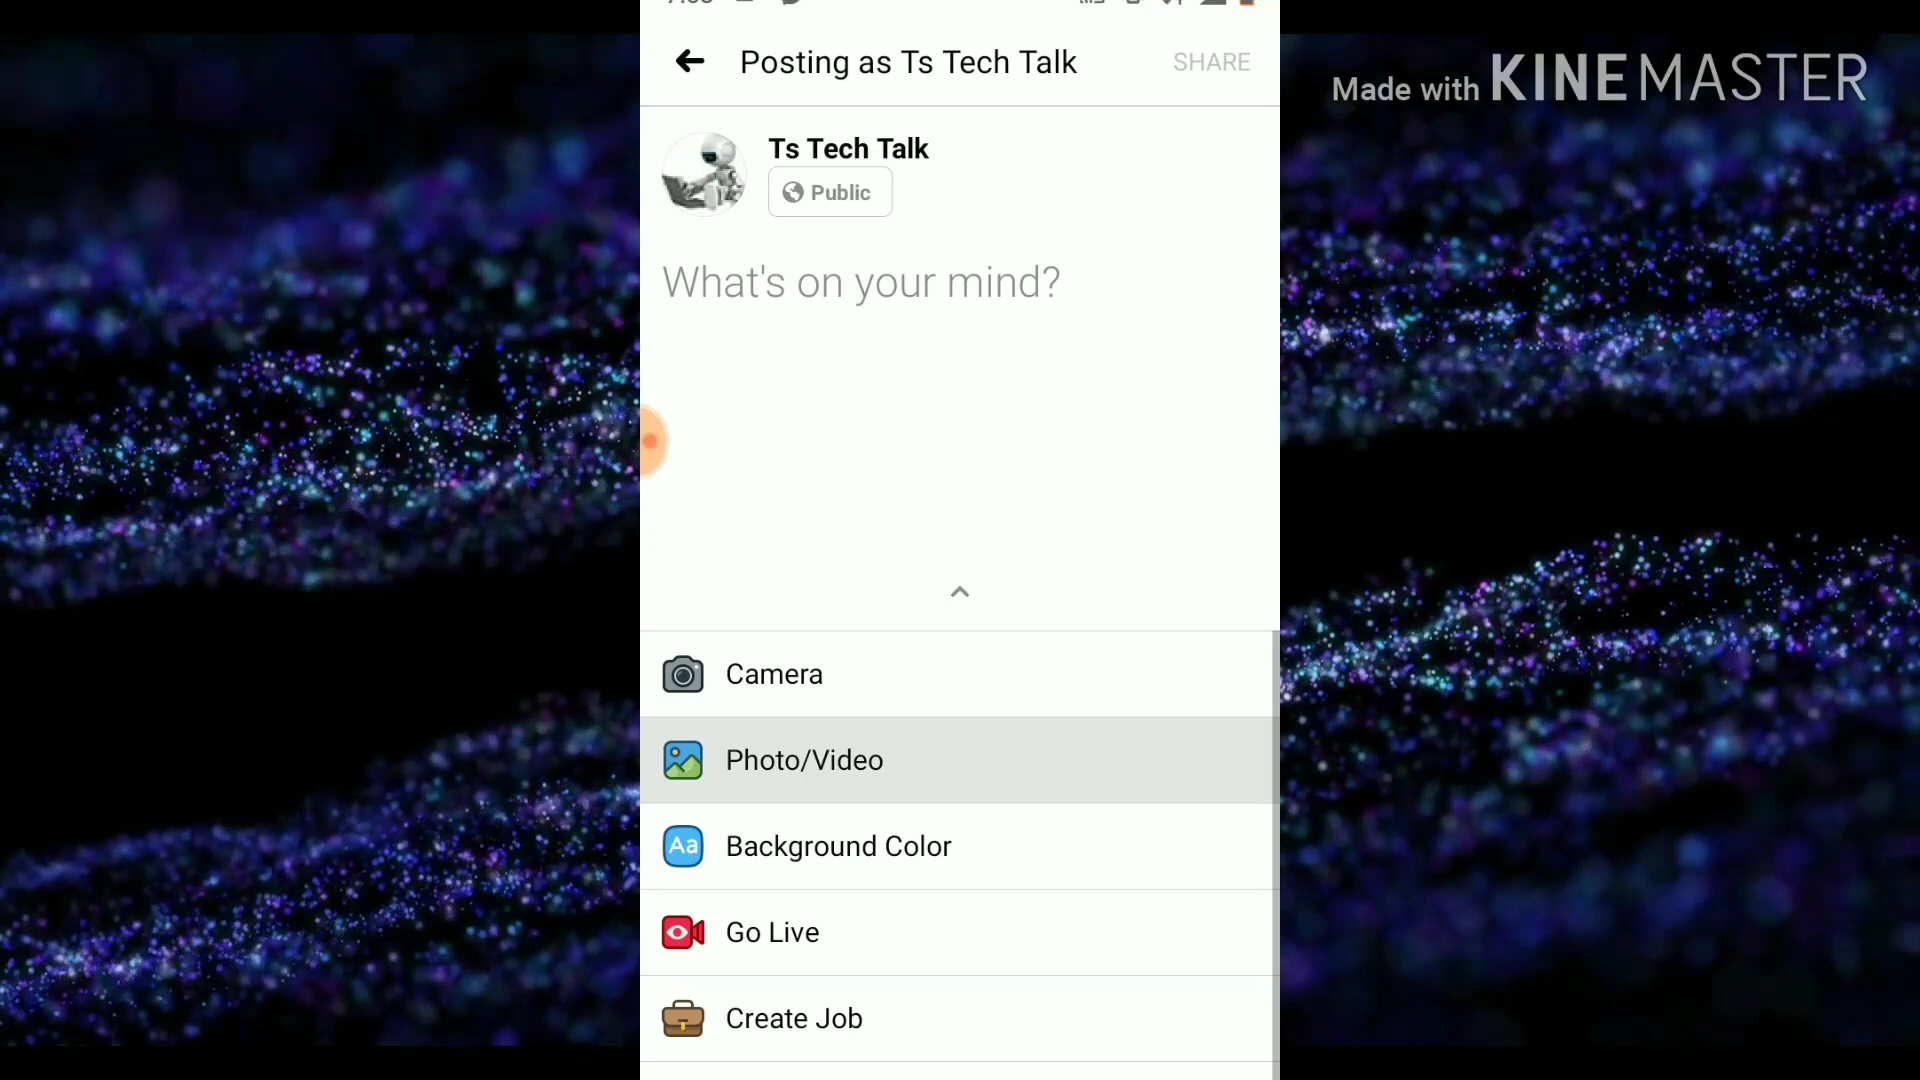 Posting as Ts Tech Talk
SHARE
Made with KINEMASTER
Ts Tech Talk
Public
What's on your mind?
Camera
Photo/Video
Aa
Background Color
Go Live
Create Job